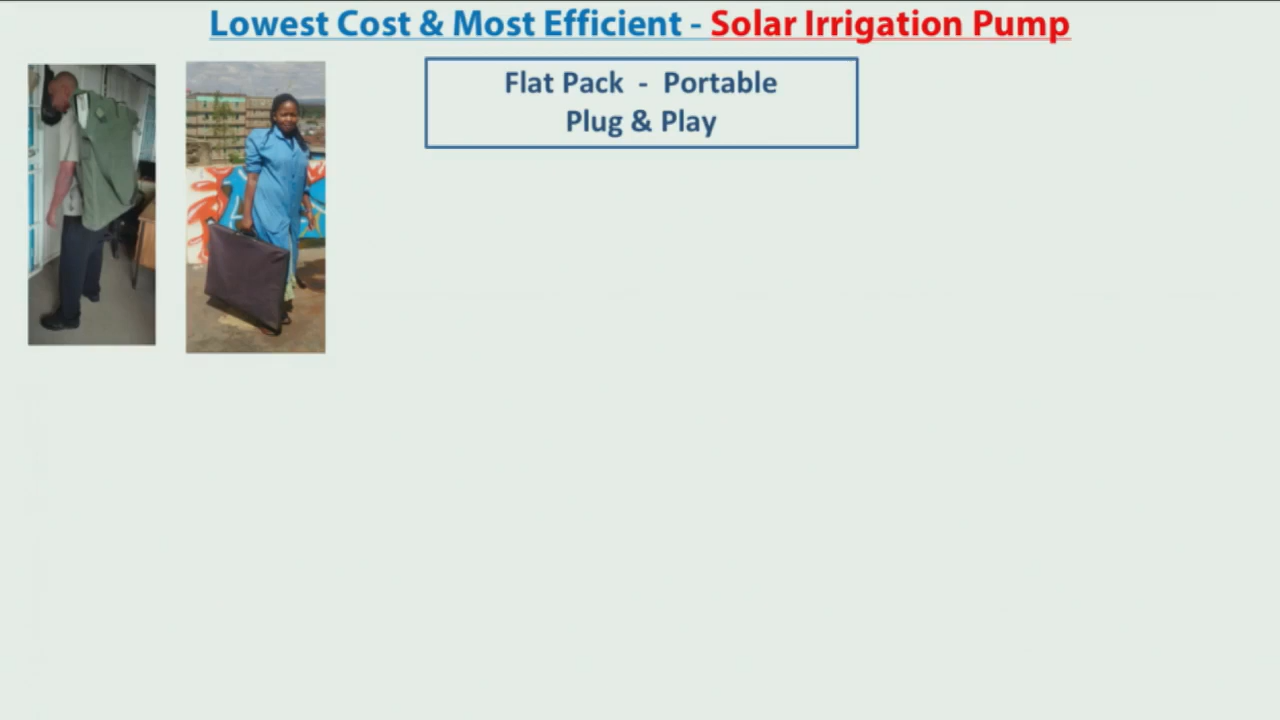 Lowest Cost & Most Efficient - Solar Irrigation Pump
Flat Pack - Portable
Plug & Play